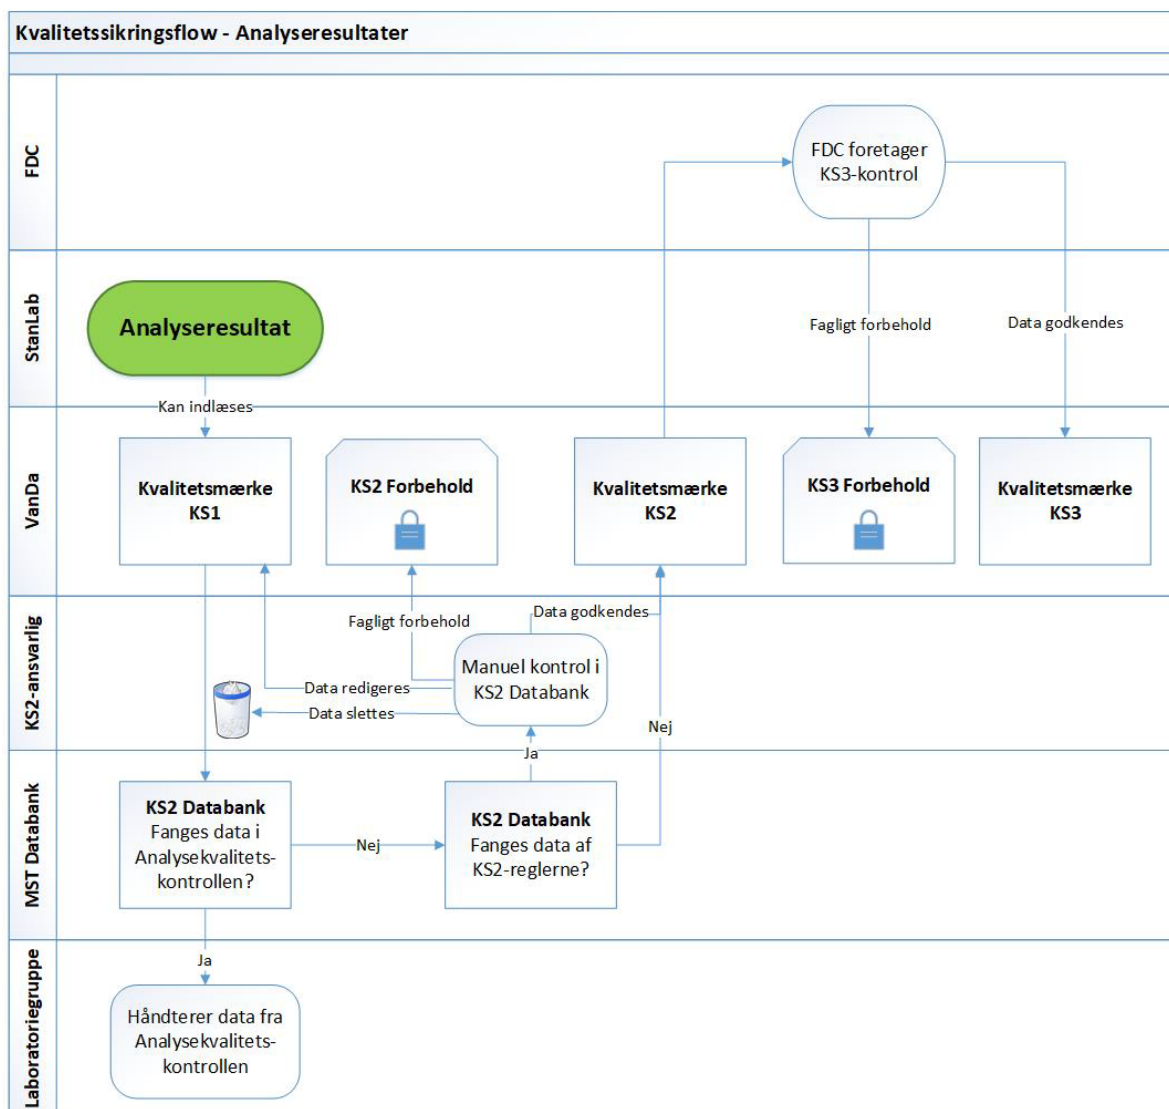 Kvalitetssikringsflow - Analyseresultater
FDC
FDC foretager
KS3-kontrol
StanLab
Analyseresultat
Fagligt forbehold
Data godkendes
Kan indlæses
VanDa
Kvalitetsmærke
KS1
KS2 Forbehold
Kvalitetsmærke
KS2
KS3 Forbehold
Kvalitetsmærke
KS3
KS2-ansvarlig
Fagligt forbehold
Data godkendes
Manuel kontrol i
KS2 Databank
Data redigeres
Data slettes
Nej
Ja
MST Databank
KS2 Databank
Fanges data i
Analysekvalitets-
kontrollen?
Nej
KS2 Databank
Fanges data af
KS2-reglerne?
Laboratoriegruppe
Ja
Håndterer data fra
Analysekvalitets-
kontrollen